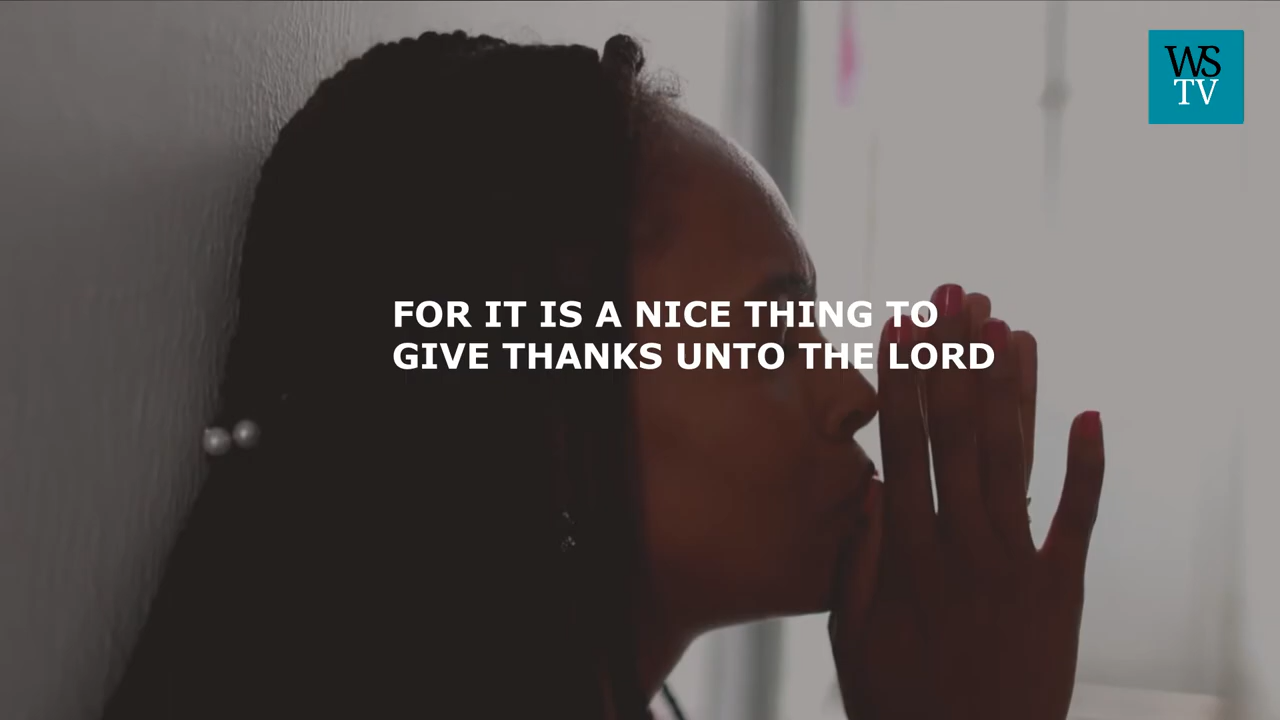 WS
TV
FOR IT IS A NICE THING TO
GIVE THANKS UNTO THE LORD